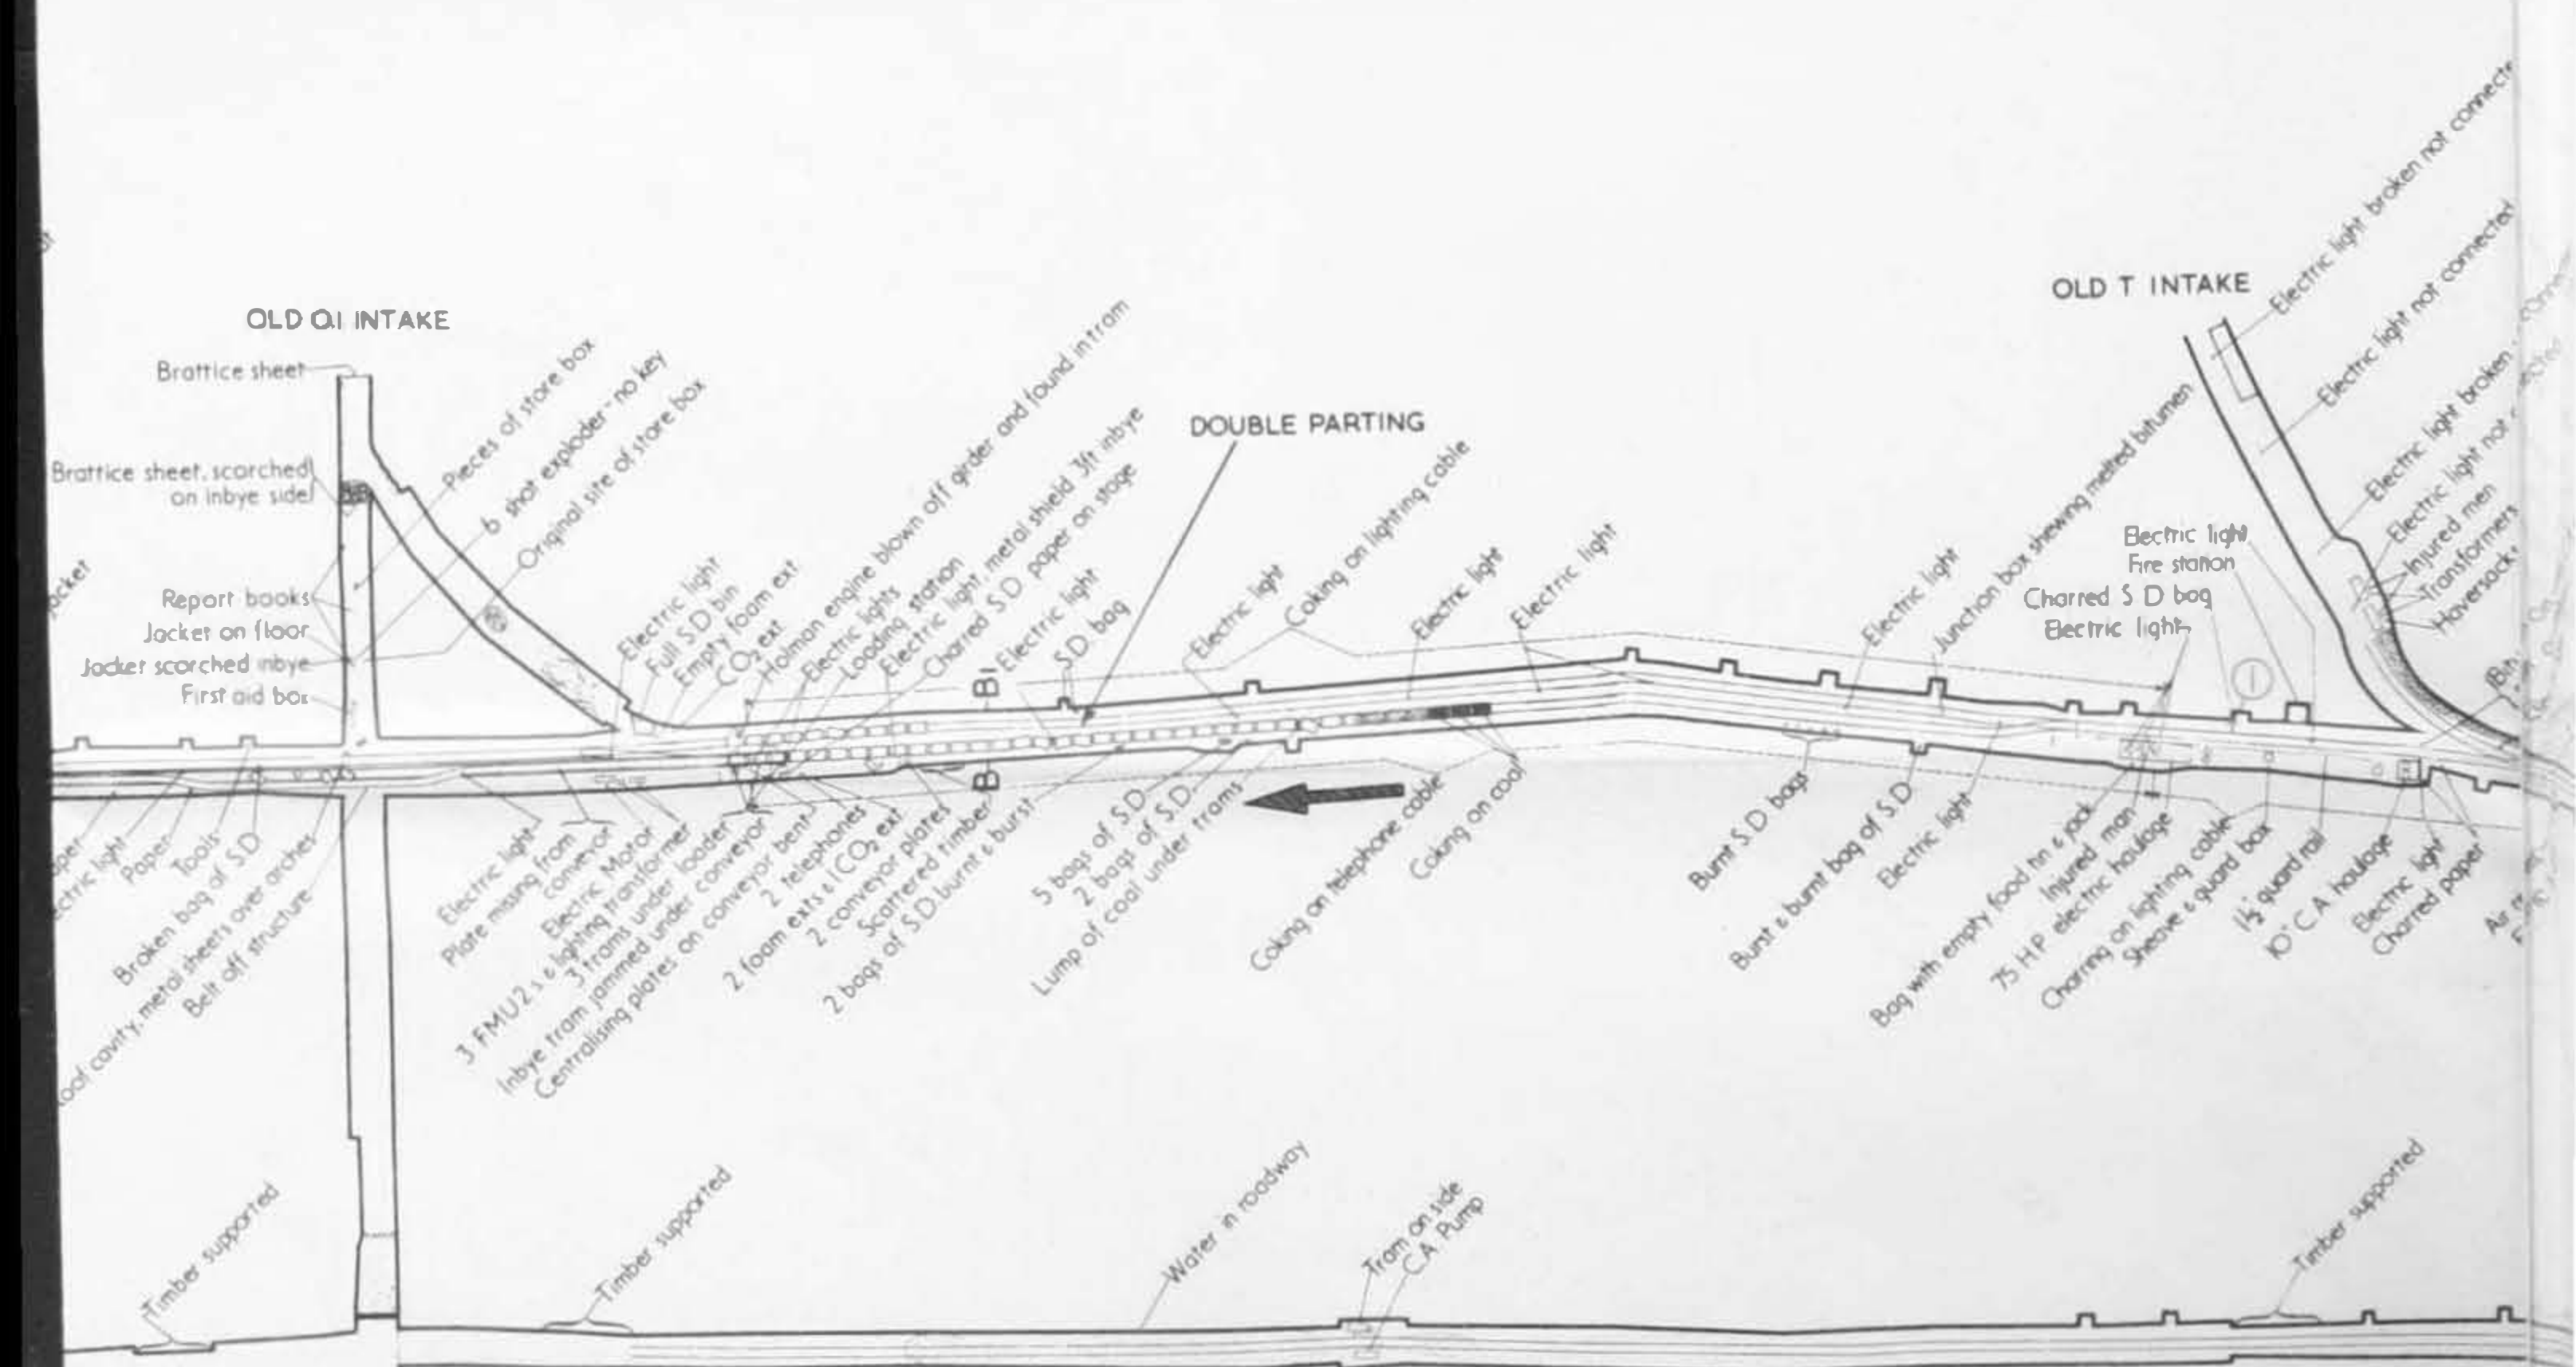 OLD Q.1 INTAKE
Brattice sheet
Brattice sheet, scorched
on inbye side
Report books
Jacket on floor
Jacket scorched inbye
First aid box
Pieces of store box
6 shot exploder - no key
Original site of store box
Electric light
Full S.D bin
Empty foam ext.
CO₂ ext.
Holman engine blown off girder and found in tram
Electric lights
Loading station
Electric light, metal shield 3ft inbye
Charred S.D. paper on stage
B
Electric light
S.D. bag
DOUBLE PARTING
Electric light
Coking on lighting cable
Electric light
Electric light
Electric light
Junction box shewing melted bitumen
OLD T INTAKE
Electric light
Fire station
Charred S D bag
Electric light
Electric light broken not connect
Electric light not connected
Electric light broken
Electric light not
Injured men
Transformers
Haversack
1
Paper
Tools
Broken bag of S.D
Roof cavity, metal sheets over arches
Belt off structure
Electric light
Plate missing from
conveyor
Electric Motor
3 FMU2's & lighting transformer
3 trams under loader
Inbye tram jammed under conveyor
Centralising plates on conveyor bent
2 telephones
2 foam exts & 1 CO₂ ext
2 conveyor plates
Scattered timber
B
2 bags of S.D burnt & burst
5 bags of S.D
2 bags of S.D.
Lump of coal under trams
Coking on telephone cable
Coking on coal
Burnt S.D bags
Burst & burnt bag of S.D
Electric light
Bag with empty food tin & jack
Injured man
75 H P electric haulage
Charring on lighting cable
Sheave & guard box
1½" guard rail
10" C.A haulage
Electric light
Charred paper
Timber supported
Timber supported
Water in roadway
Tram on side
C.A. Pump
Timber supported